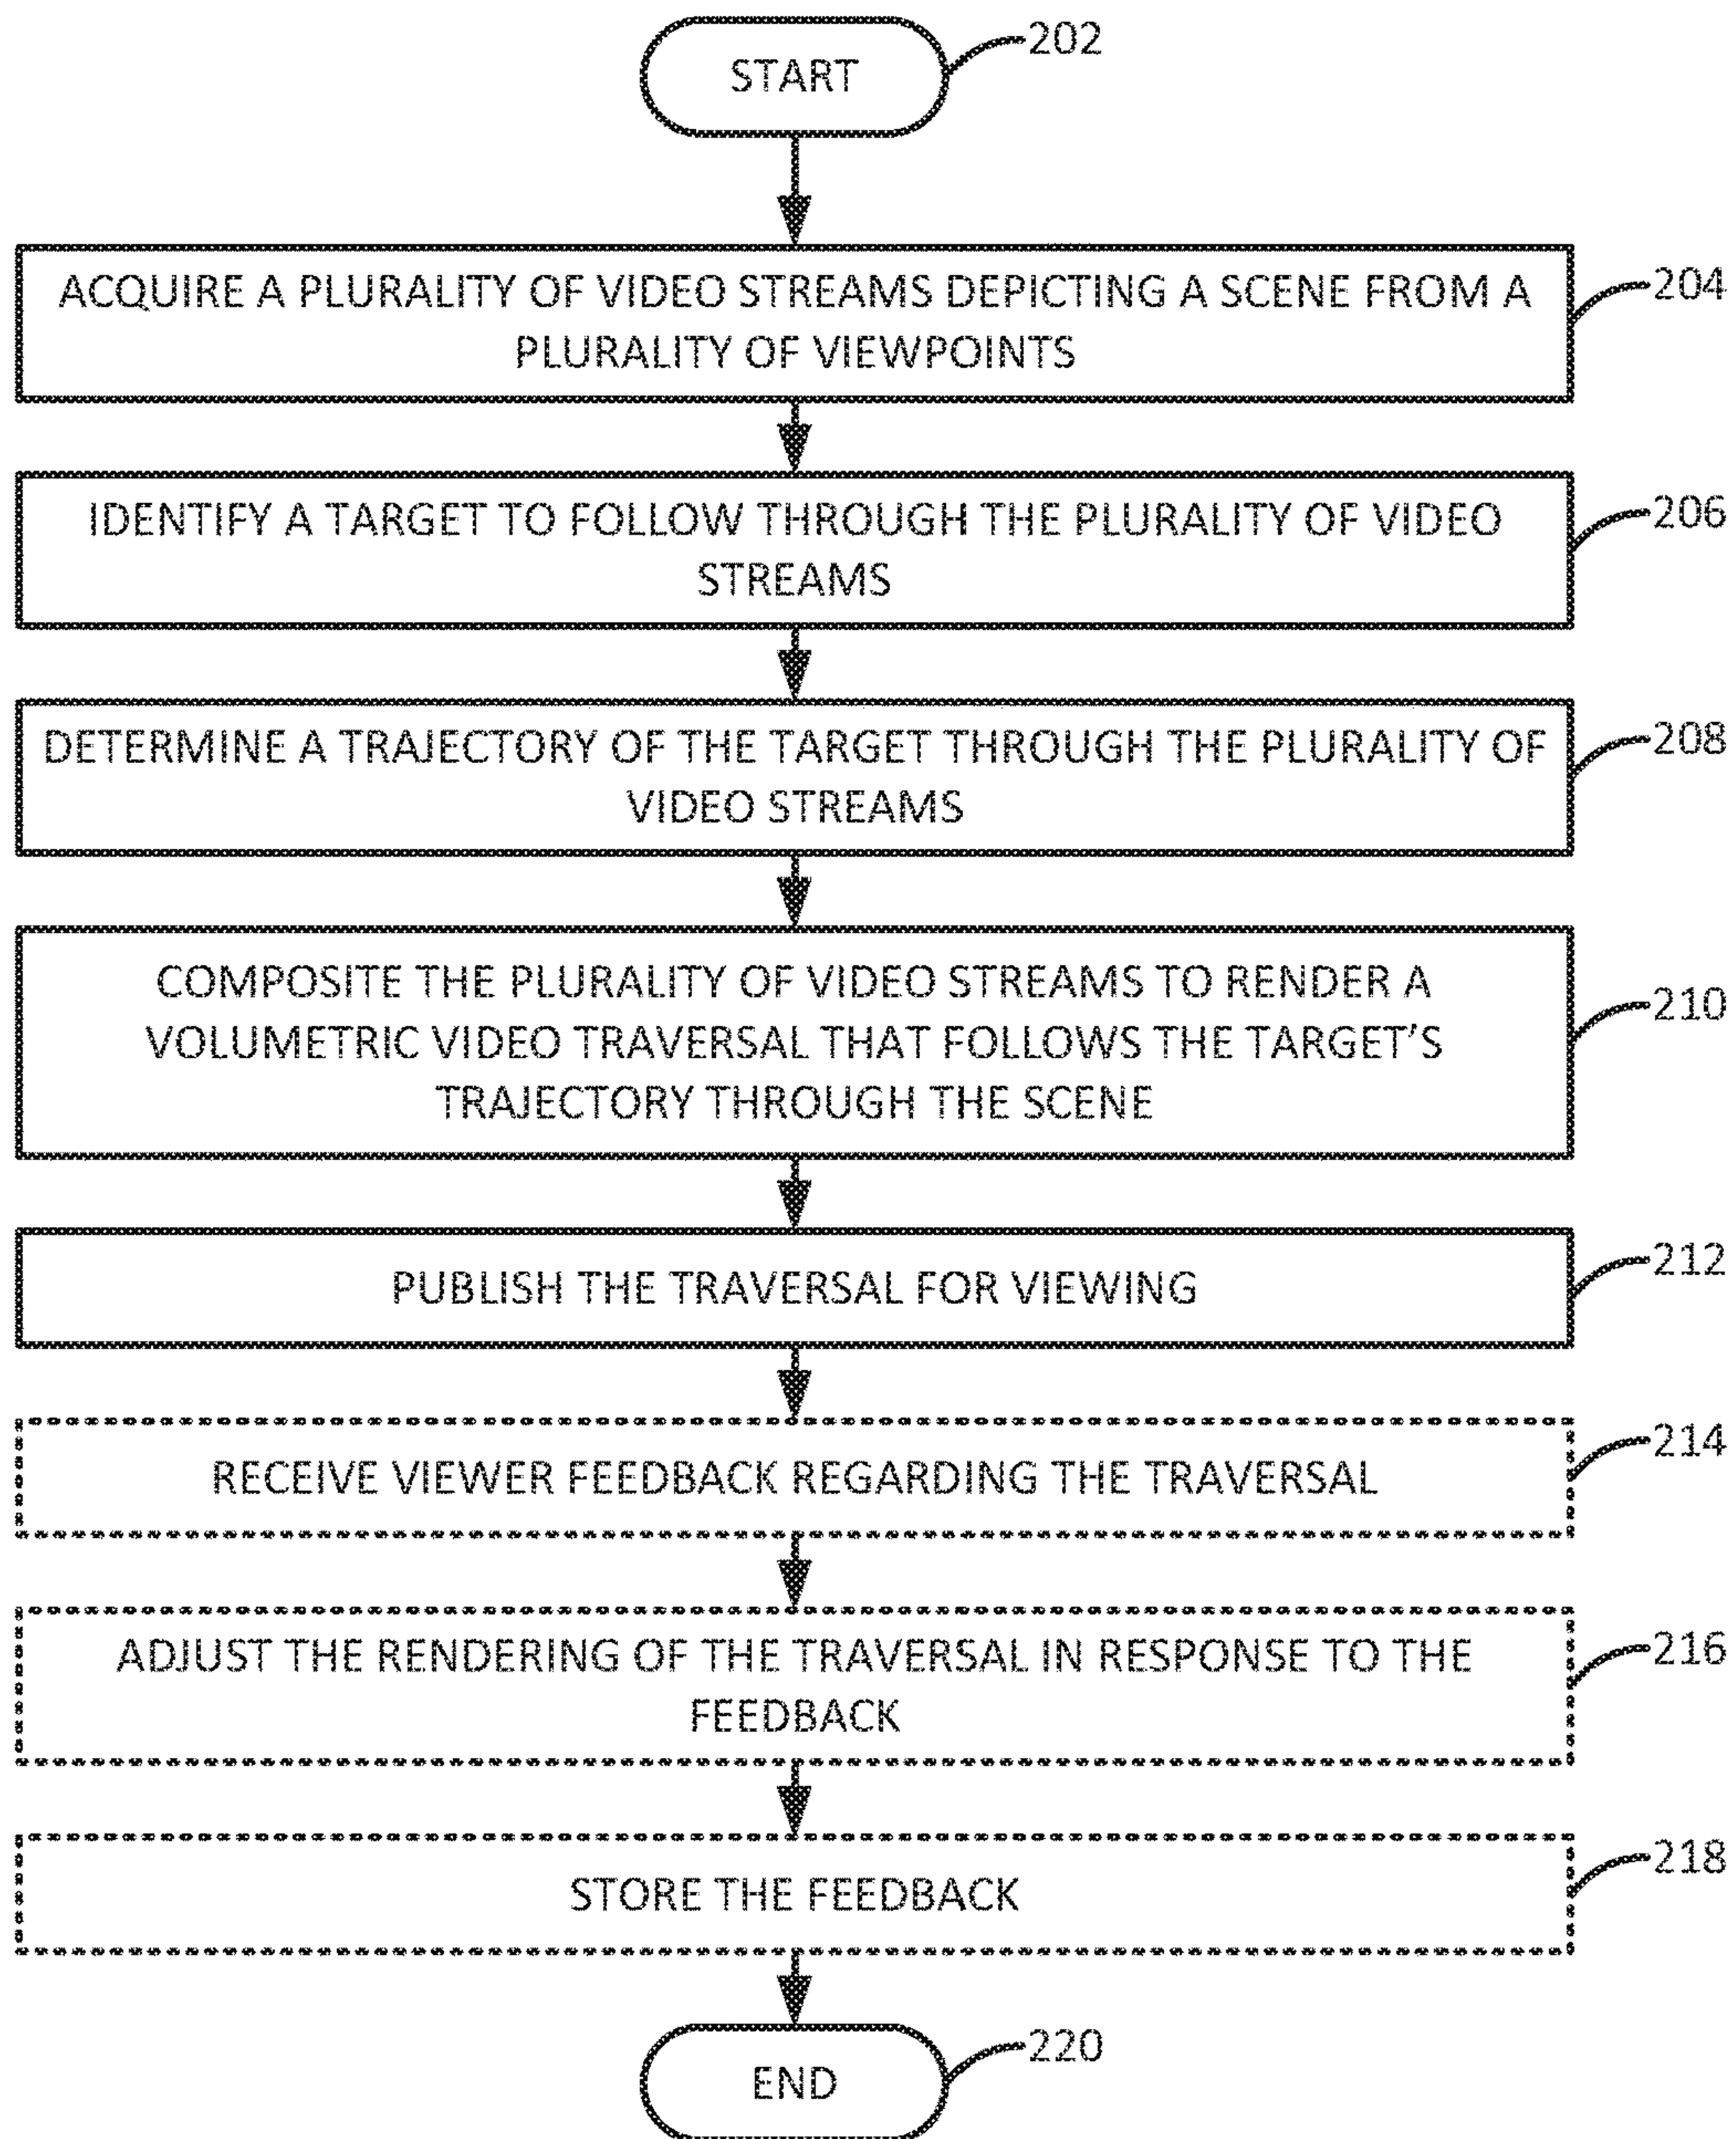 START
202
ACQUIRE A PLURALITY OF VIDEO STREAMS DEPICTING A SCENE FROM A
PLURALITY OF VIEWPOINTS
204
IDENTIFY A TARGET TO FOLLOW THROUGH THE PLURALITY OF VIDEO
STREAMS
206
DETERMINE A TRAJECTORY OF THE TARGET THROUGH THE PLURALITY OF
VIDEO STREAMS
208
COMPOSITE THE PLURALITY OF VIDEO STREAMS TO RENDER A
VOLUMETRIC VIDEO TRAVERSAL THAT FOLLOWS THE TARGET'S
TRAJECTORY THROUGH THE SCENE
210
PUBLISH THE TRAVERSAL FOR VIEWING
212
RECEIVE VIEWER FEEDBACK REGARDING THE TRAVERSAL
214
ADJUST THE RENDERING OF THE TRAVERSAL IN RESPONSE TO THE
FEEDBACK
216
STORE THE FEEDBACK
218
END
220